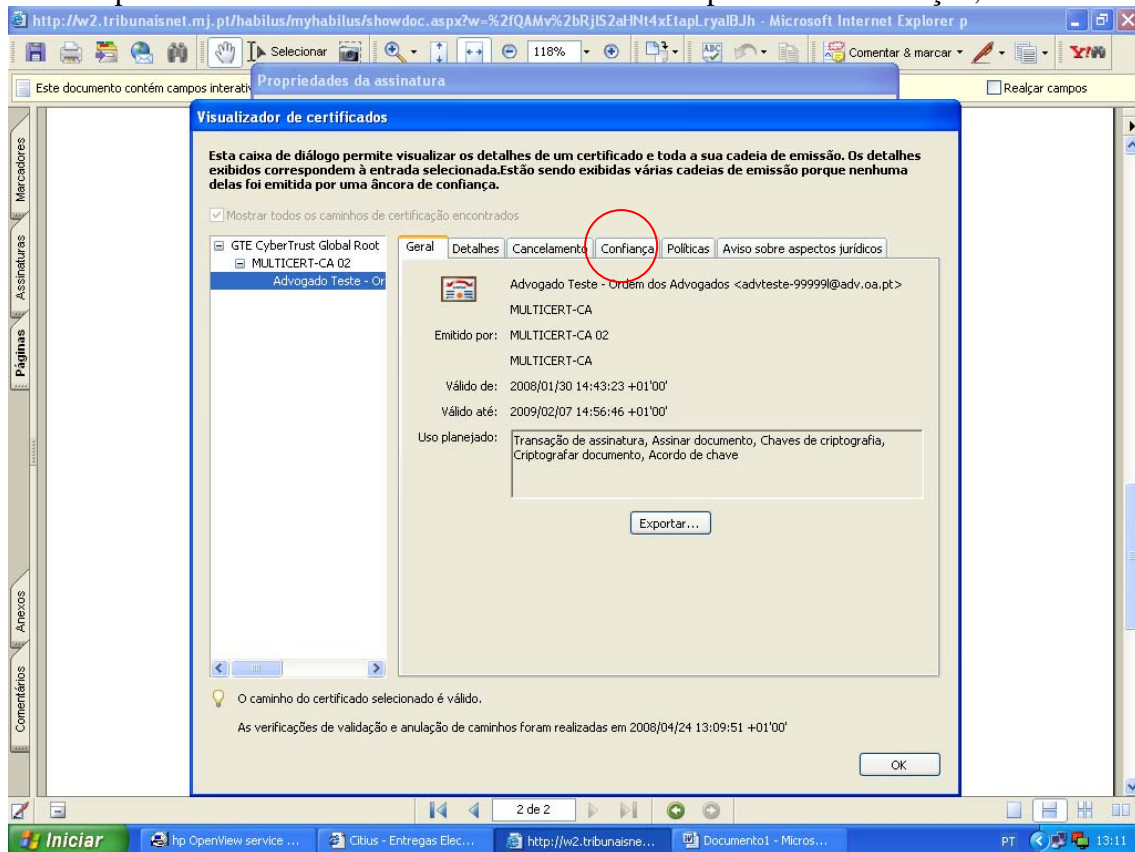 http://w2.tribunaisnet.mj.pt/habilus/myhabilus/showdoc.aspx?w=%2fQAMv%2bRjlS2aHNt4xEtapLryalBJh - Microsoft Internet Explorer p
Selecionar
118%
Comentar & marcar
Y!
Este documento contém campos interati
Realçar campos
Propriedades da assinatura
Visualizador de certificados
Esta caixa de diálogo permite visualizar os detalhes de um certificado e toda a sua cadeia de emissão. Os detalhes
exibidos correspondem à entrada selecionada.Estão sendo exibidas várias cadeias de emissão porque nenhuma
delas foi emitida por uma âncora de confiança.
Mostrar todos os caminhos de certificação encontrados
Marcadores
Assinaturas
Páginas
Anexos
Comentários
GTE CyberTrust Global Root
MULTICERT-CA 02
Advogado Teste - Or
Geral Detalhes Cancelamento Confiança Políticas Aviso sobre aspectos jurídicos
Advogado Teste - Ordem dos Advogados <advteste-99999l@adv.oa.pt>
MULTICERT-CA
Emitido por: MULTICERT-CA 02
MULTICERT-CA
Válido de: 2008/01/30 14:43:23 +01'00'
Válido até: 2009/02/07 14:56:46 +01'00'
Uso planejado: Transação de assinatura, Assinar documento, Chaves de criptografia,
Criptografar documento, Acordo de chave
Exportar...
O caminho do certificado selecionado é válido.
As verificações de validação e anulação de caminhos foram realizadas em 2008/04/24 13:09:51 +01'00'
OK
2 de 2
Iniciar
hp OpenView service ...
Citius - Entregas Elec...
http://w2.tribunaisne...
Documento1 - Micros...
PT
13:11